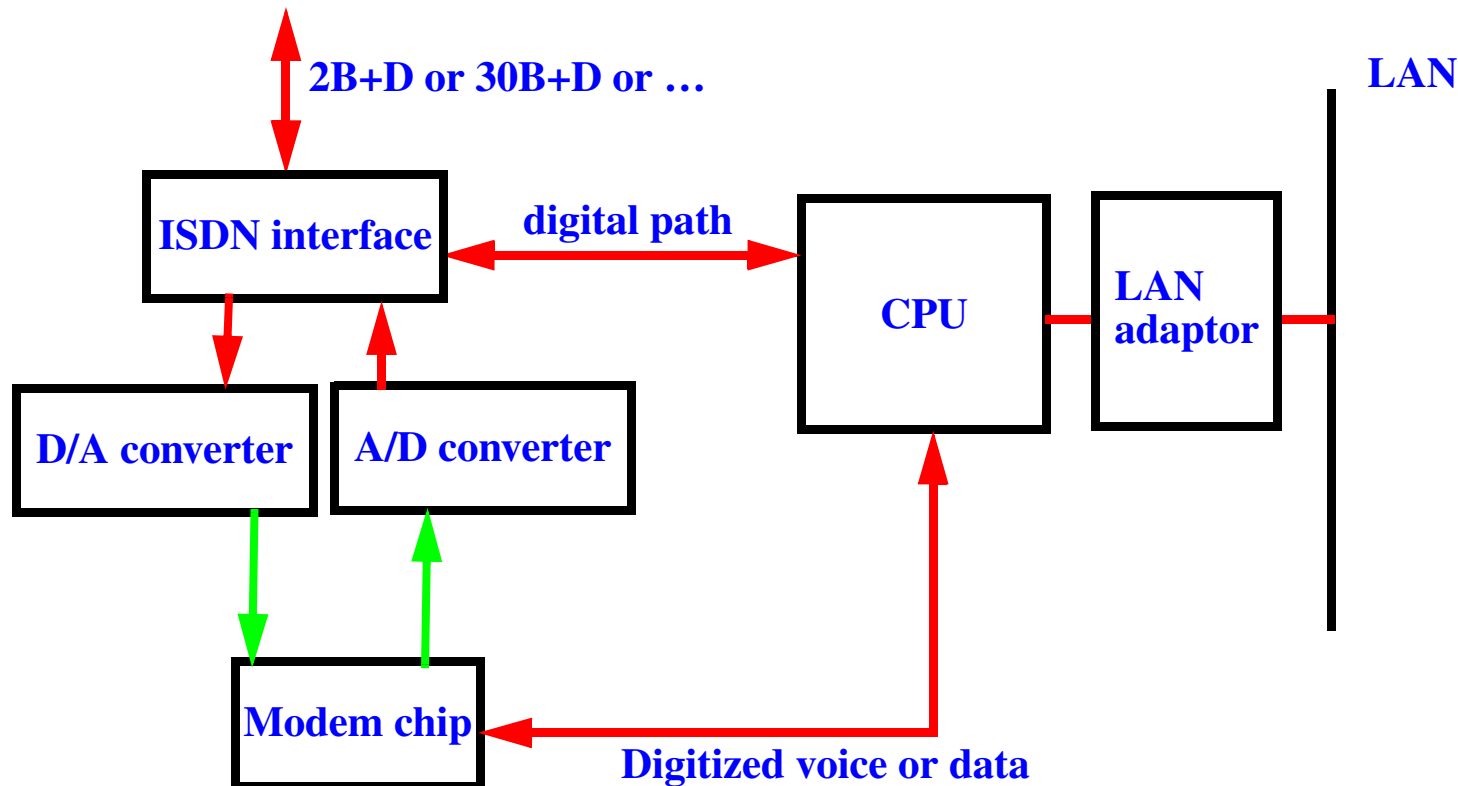 2B+D or 30B+D or …
LAN
ISDN interface
digital path
CPU
LAN
adaptor
D/A converter
A/D converter
Modem chip
Digitized voice or data